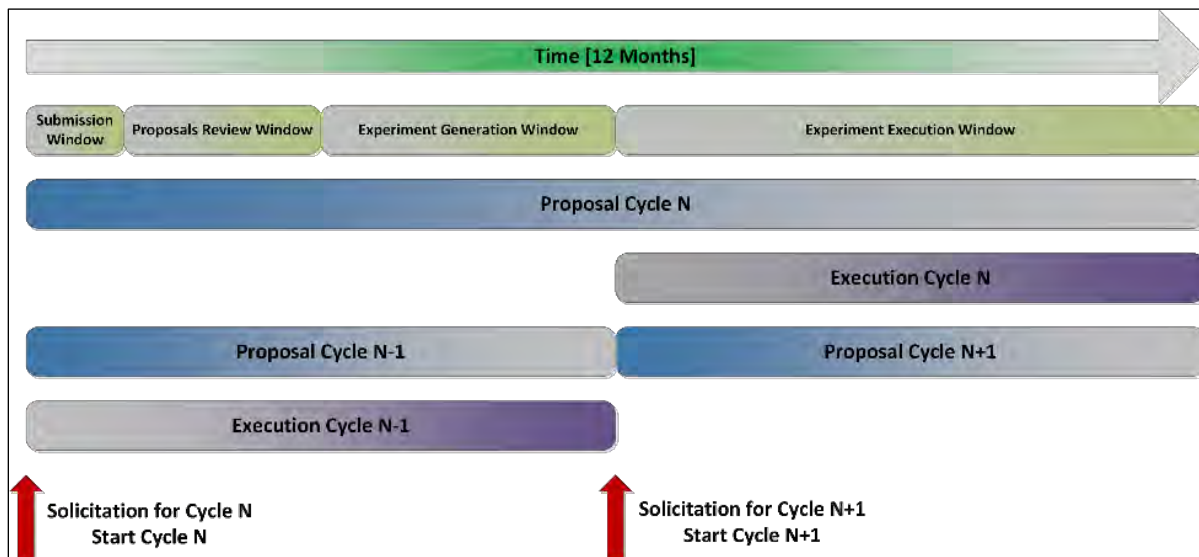 Time [12 Months]
Submission
Window
Proposals Review Window
Experiment Generation Window
Experiment Execution Window
Proposal Cycle N
Execution Cycle N
Proposal Cycle N-1
Proposal Cycle N+1
Execution Cycle N-1
Solicitation for Cycle N
Start Cycle N
Solicitation for Cycle N+1
Start Cycle N+1